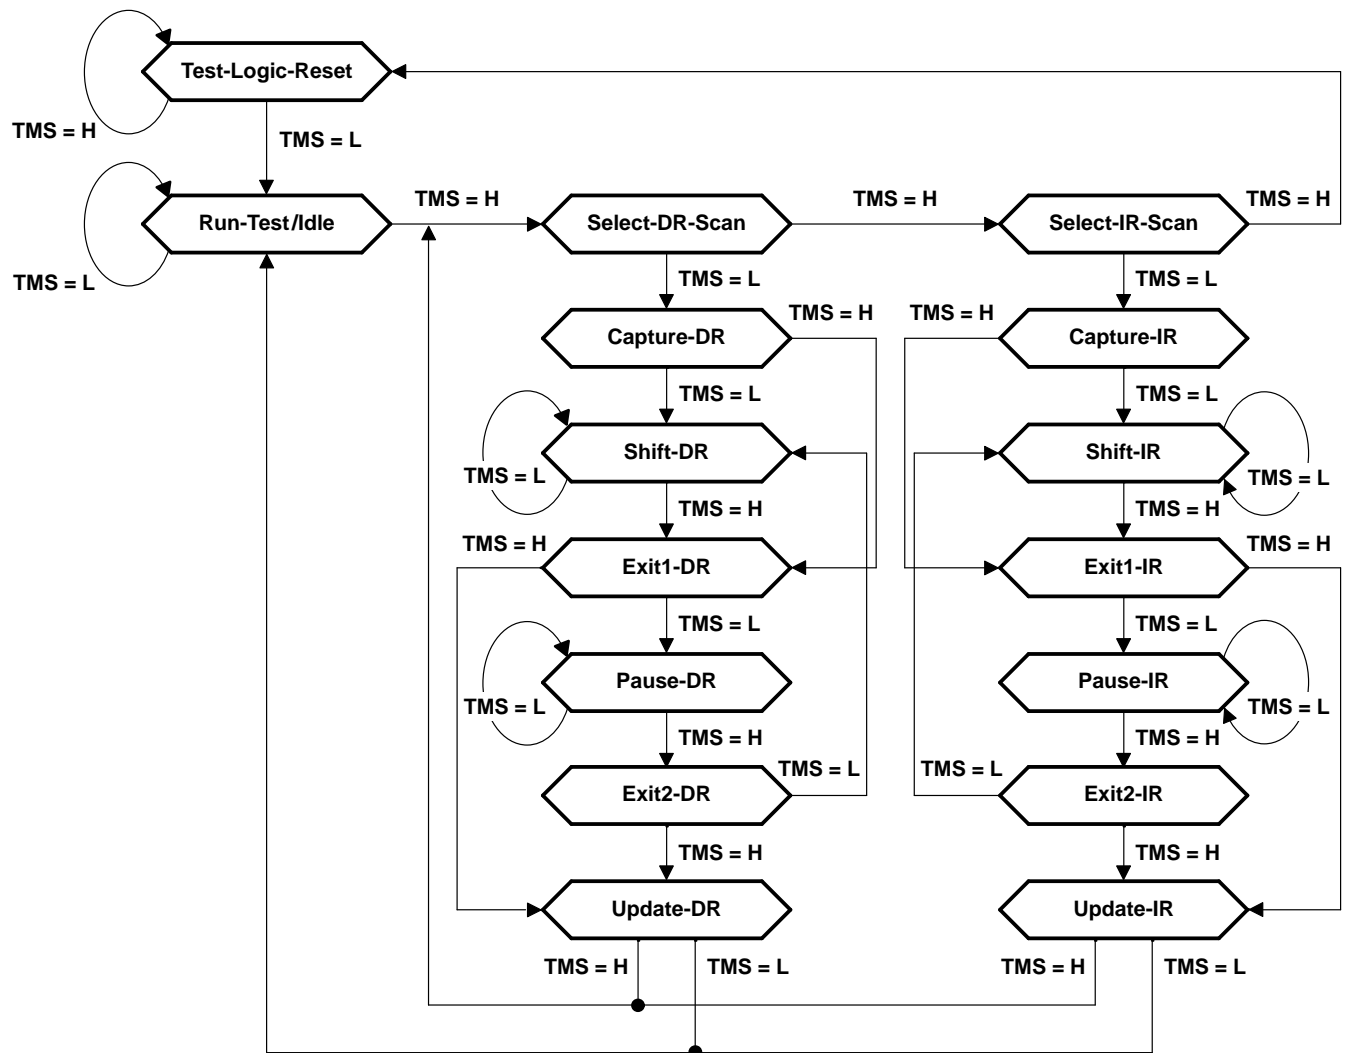 Test-Logic-Reset
TMS = H
TMS = L
TMS = H
TMS = H
TMS = H
Run-Test/Idle
Select-DR-Scan
Select-IR-Scan
TMS = L
TMS = L
TMS = L
TMS = H
TMS = H
Capture-DR
Capture-IR
TMS = L
TMS = L
Shift-DR
Shift-IR
TMS = L
TMS = L
TMS = H
TMS = H
TMS = H
TMS = H
Exit1-DR
Exit1-IR
TMS = L
TMS = L
Pause-DR
Pause-IR
TMS = L
TMS = L
TMS = H
TMS = H
TMS = L
TMS = L
Exit2-DR
Exit2-IR
TMS = H
TMS = H
Update-DR
Update-IR
TMS = H
TMS = L
TMS = H
TMS = L